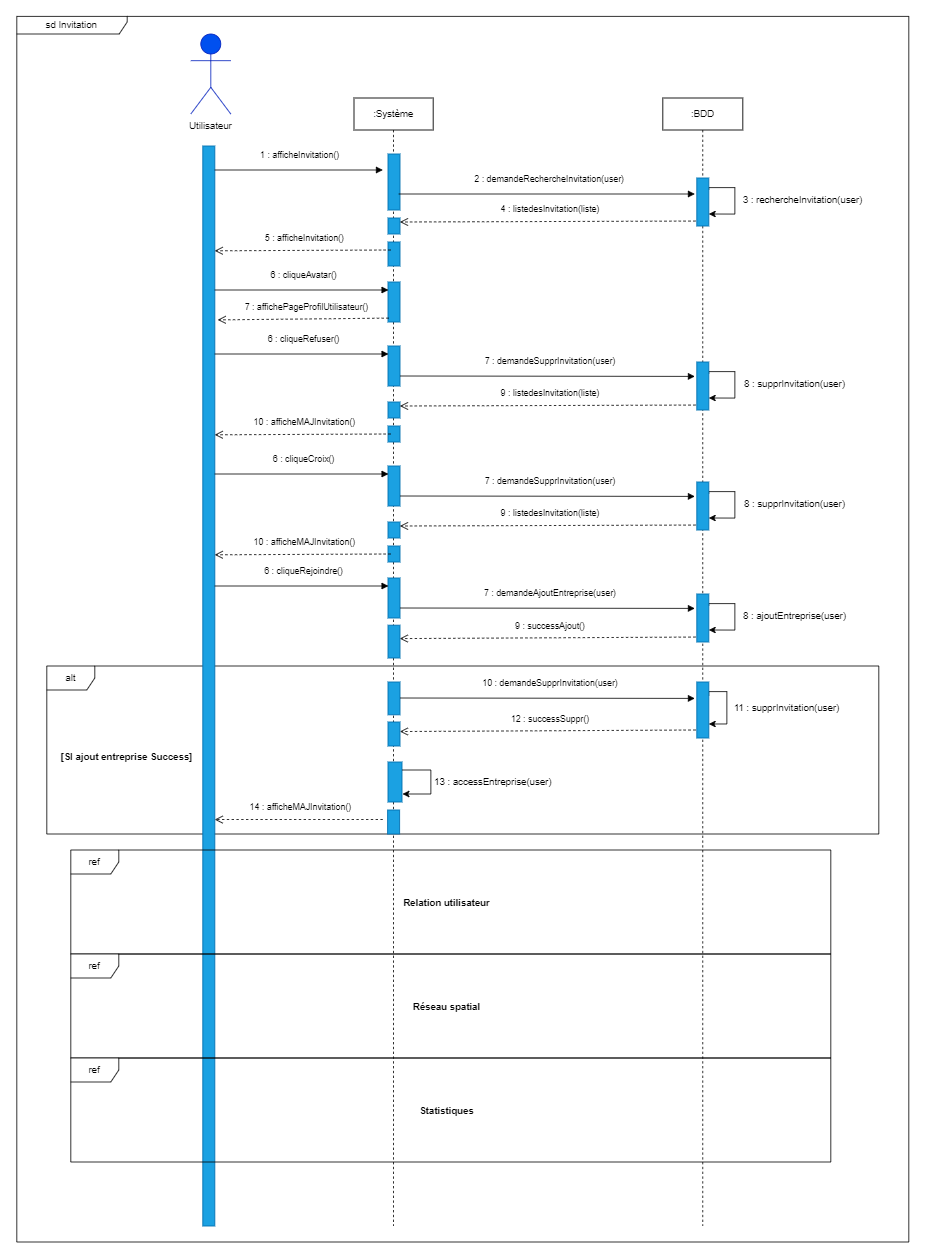 sd Invitation
Utilisateur
:Système
:BDD
1 : afficheInvitation()
2 : demandeRechercheInvitation(user)
3 : rechercheInvitation(user)
4 : listedesInvitation(liste)
5 : afficheInvitation()
6 : cliqueAvatar()
7 : affichePageProfilUtilisateur()
6 : cliqueRefuser()
7 : demandeSupprInvitation(user)
8 : supprInvitation(user)
9 : listedesInvitation(liste)
10 : afficheMAJInvitation()
6 : cliqueCroix()
7 : demandeSupprInvitation(user)
8 : supprInvitation(user)
9 : listedesInvitation(liste)
10 : afficheMAJInvitation()
6 : cliqueRejoindre()
7 : demandeAjoutEntreprise(user)
8 : ajoutEntreprise(user)
9 : successAjout()
alt
10 : demandeSupprInvitation(user)
11 : supprInvitation(user)
12 : successSuppr()
[SI ajout entreprise Success]
13 : accessEntreprise(user)
14 : afficheMAJInvitation()
ref
Relation utilisateur
ref
Réseau spatial
ref
Statistiques